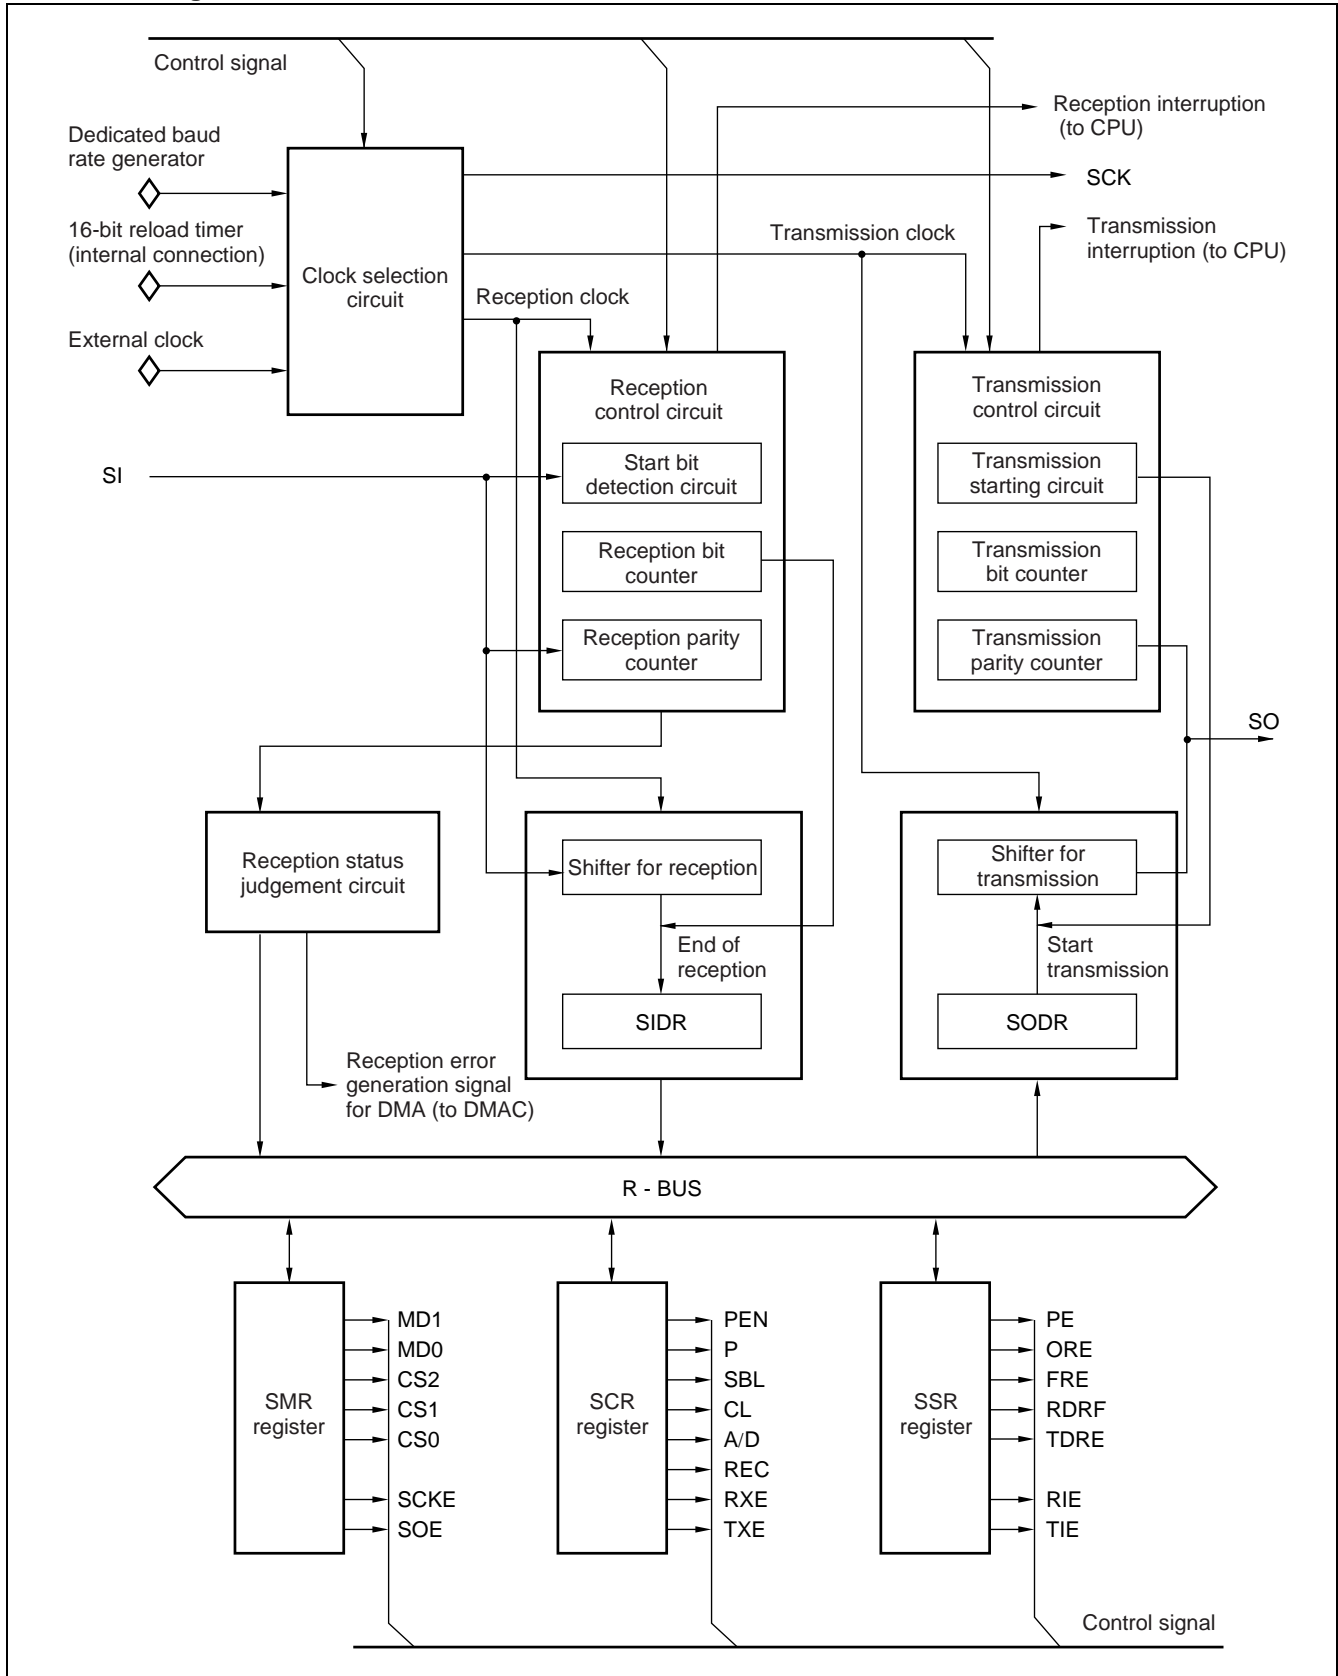 Control signal
Reception interruption
(to CPU)
Dedicated baud
rate generator
SCK
16-bit reload timer
(internal connection)
Transmission clock
Transmission
interruption (to CPU)
Clock selection
circuit
Reception clock
External clock
Reception
control circuit
Transmission
control circuit
SI
Start bit
detection circuit
Transmission
starting circuit
Reception bit
counter
Transmission
bit counter
Reception parity
counter
Transmission
parity counter
SO
Reception status
judgement circuit
Shifter for reception
Shifter for
transmission
End of
reception
Start
transmission
SIDR
SODR
Reception error
generation signal
for DMA (to DMAC)
R - BUS
SMR
register
MD1
MD0
CS2
CS1
CS0
SCKE
SOE
SCR
register
PEN
P
SBL
CL
A/D
REC
RXE
TXE
SSR
register
PE
ORE
FRE
RDRF
TDRE
RIE
TIE
Control signal